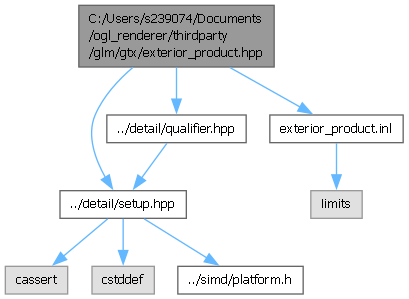 C:/Users/s239074/Documents
/ogl_renderer/thirdparty
/glm/gtx/exterior_product.hpp
../detail/qualifier.hpp
exterior_product.inl
../detail/setup.hpp
limits
cassert
cstddef
../simd/platform.h